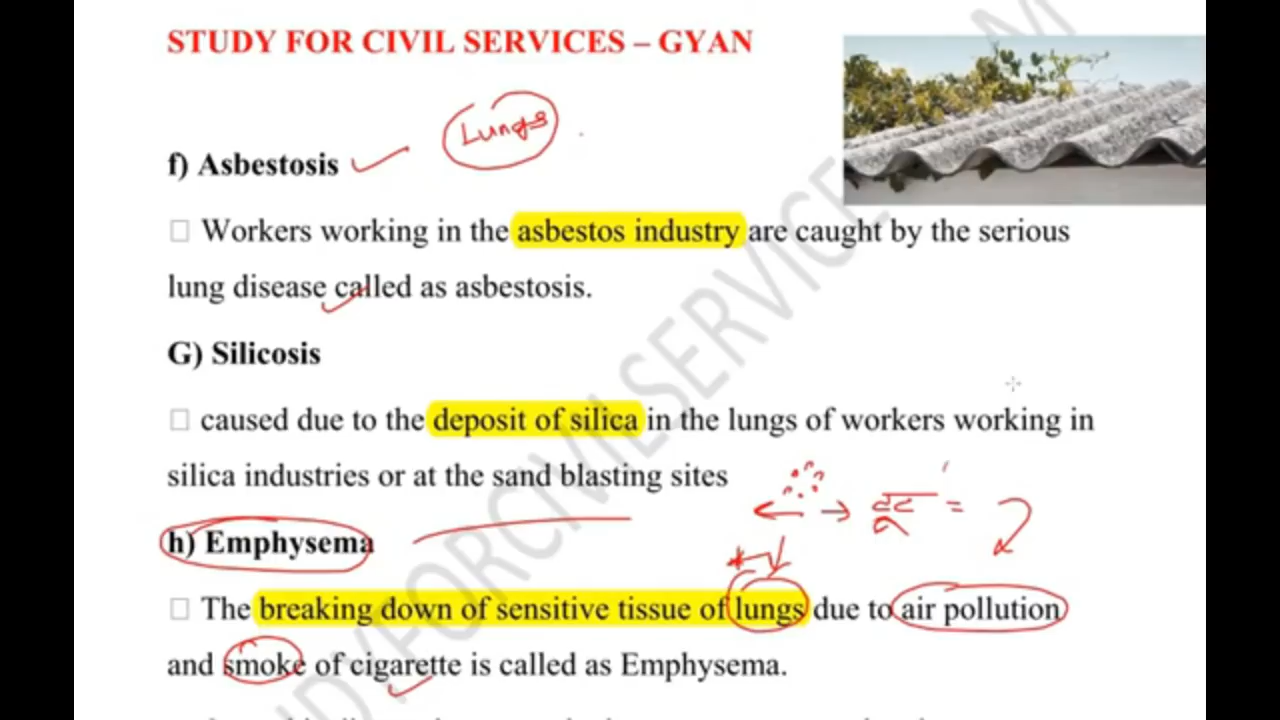 STUDY FOR CIVIL SERVICES – GYAN
Lungs
f) Asbestosis
Workers working in the asbestos industry are caught by the serious
lung disease called as asbestosis.
G) Silicosis
caused due to the deposit of silica in the lungs of workers working in
silica industries or at the sand blasting sites
h) Emphysema
The breaking down of sensitive tissue of lungs due to air pollution
and smoke of cigarette is called as Emphysema.